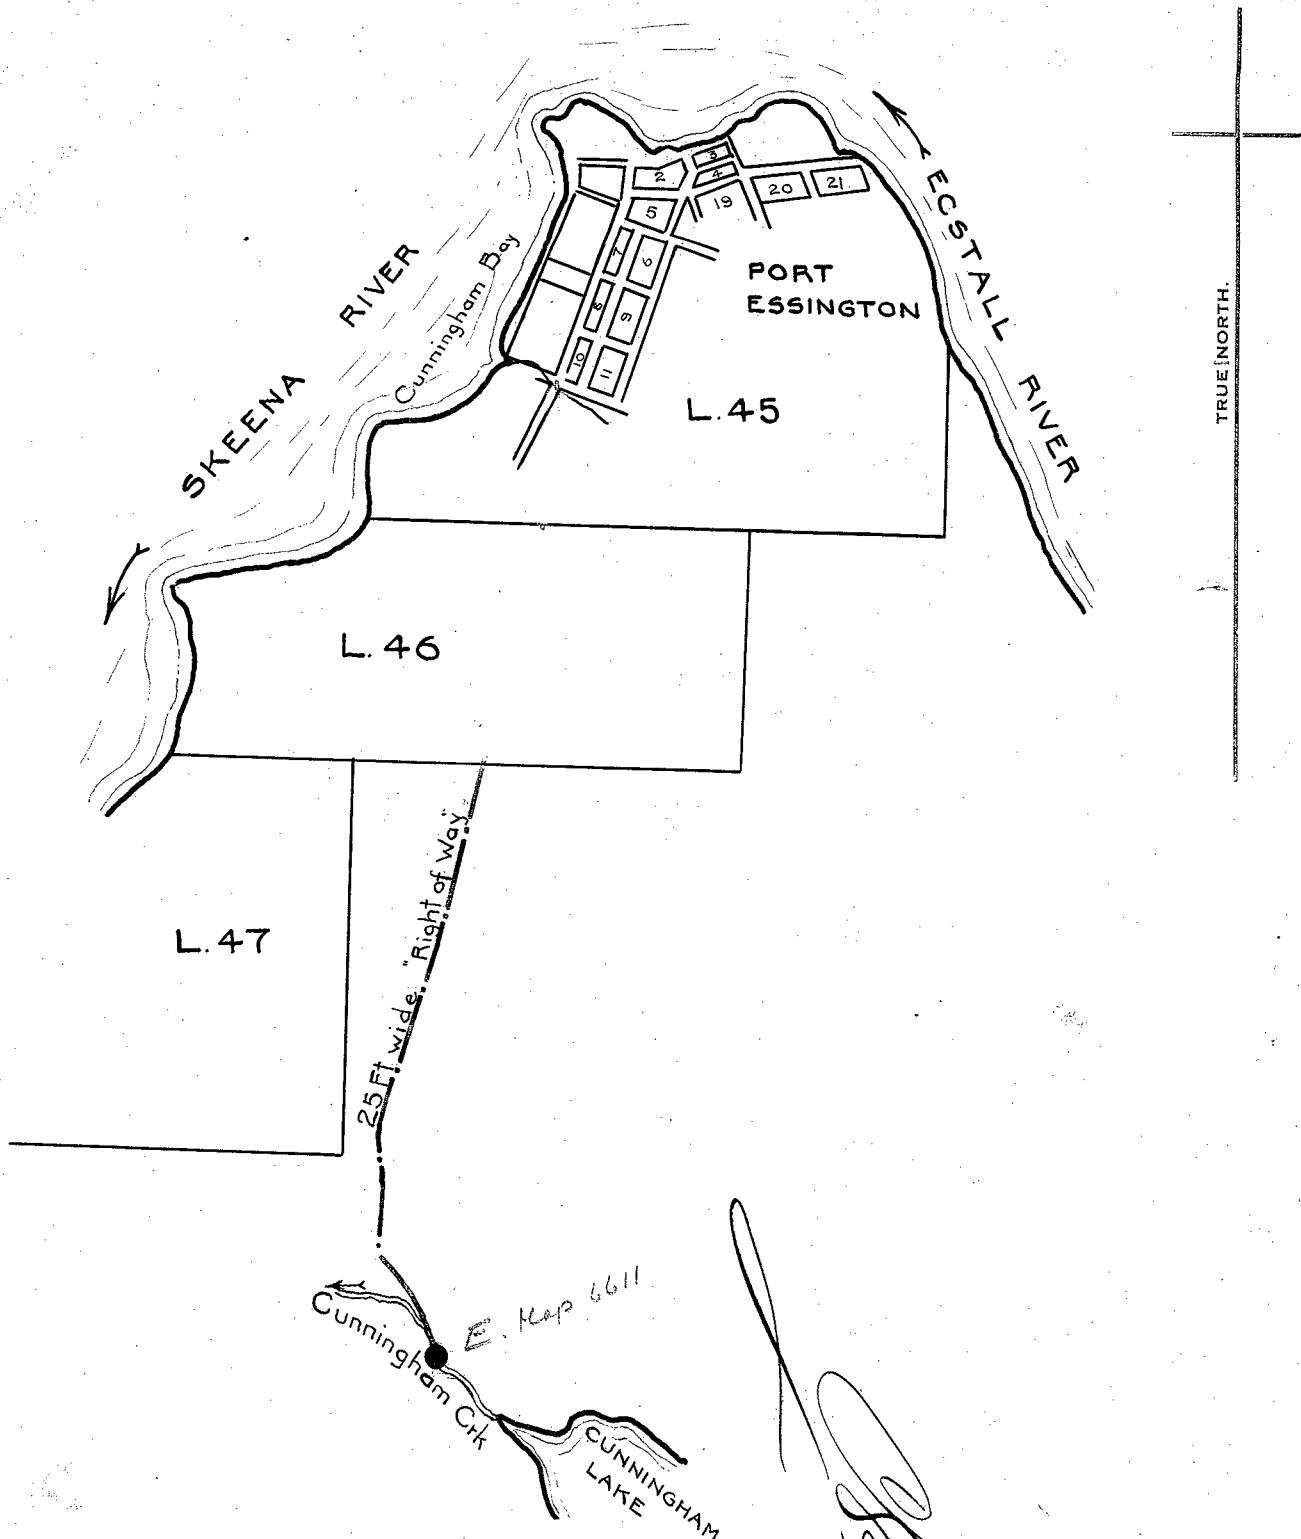 3
2
4
20
21
19
5
7
6
8
9
10
11
PORT
ESSINGTON
ECSTALL RIVER
Cunningham Bay
SKEENA RIVER
L.45
TRUE NORTH.
L.46
L.47
25 Ft wide "Right of Way"
E. Map 6611
Cunningham Crk
CUNNINGHAM
LAKE